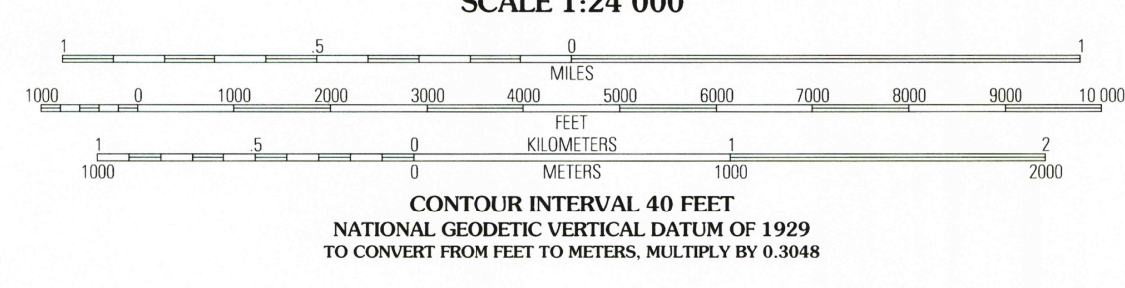 SCALE 1:24 000
1 .5 0 1
MILES
1000 0 1000 2000 3000 4000 5000 6000 7000 8000 9000 10 000
FEET
1 .5 0 KILOMETERS 1 2
1000 0 METERS 1000 2000
CONTOUR INTERVAL 40 FEET
NATIONAL GEODETIC VERTICAL DATUM OF 1929
TO CONVERT FROM FEET TO METERS, MULTIPLY BY 0.3048